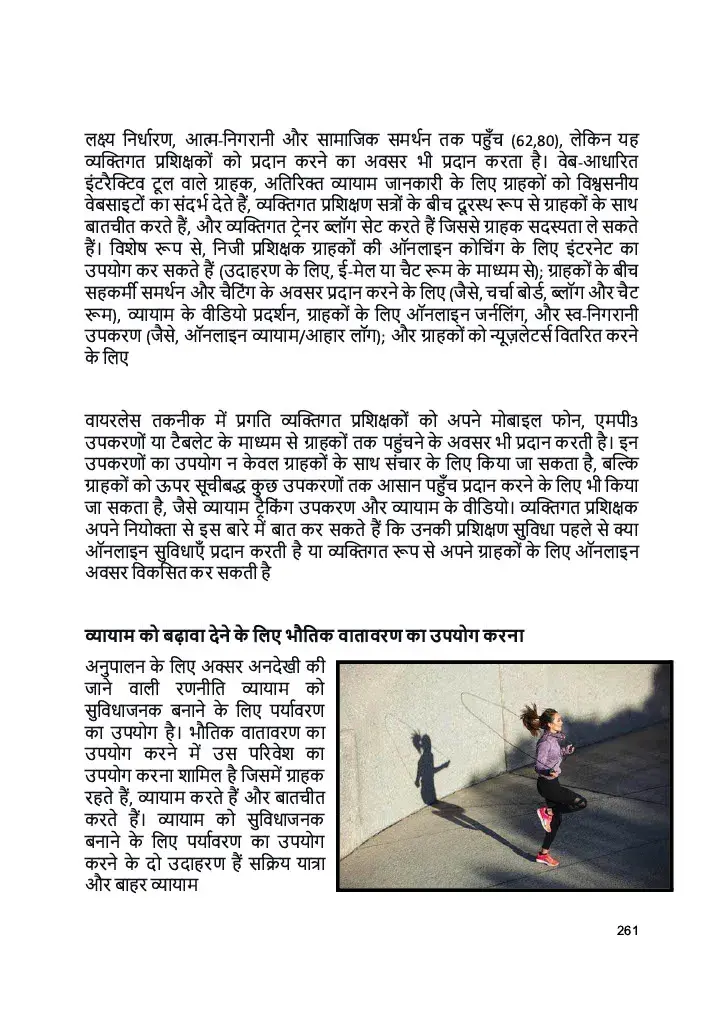 लक्ष्य निर्धारण, आत्म-निगरानी और सामाजिक समर्थन तक पहुँच (62,80), लेकिन यह
व्यक्तिगत प्रशिक्षकों को प्रदान करने का अवसर भी प्रदान करता है। वेब-आधारित
इंटरैक्टिव टूल वाले ग्राहक, अतिरिक्त व्यायाम जानकारी के लिए ग्राहकों को विश्वसनीय
वेबसाइटों का संदर्भ देते हैं, व्यक्तिगत प्रशिक्षण सत्रों के बीच दूरस्थ रूप से ग्राहकों के साथ
बातचीत करते हैं, और व्यक्तिगत ट्रेनर ब्लॉग सेट करते हैं जिससे ग्राहक सदस्यता ले सकते
हैं। विशेष रूप से, निजी प्रशिक्षक ग्राहकों की ऑनलाइन कोचिंग के लिए इंटरनेट का
उपयोग कर सकते हैं (उदाहरण के लिए, ई-मेल या चैट रूम के माध्यम से); ग्राहकों के बीच
सहकर्मी समर्थन और चैटिंग के अवसर प्रदान करने के लिए (जैसे, चर्चा बोर्ड, ब्लॉग और चैट
रूम), व्यायाम के वीडियो प्रदर्शन, ग्राहकों के लिए ऑनलाइन जर्नलिंग, और स्व-निगरानी
उपकरण (जैसे, ऑनलाइन व्यायाम/आहार लॉग); और ग्राहकों को न्यूज़लेटर्स वितरित करने
के लिए
वायरलेस तकनीक में प्रगति व्यक्तिगत प्रशिक्षकों को अपने मोबाइल फोन, एमपी3
उपकरणों या टैबलेट के माध्यम से ग्राहकों तक पहुंचने के अवसर भी प्रदान करती है। इन
उपकरणों का उपयोग न केवल ग्राहकों के साथ संचार के लिए किया जा सकता है, बल्कि
ग्राहकों को ऊपर सूचीबद्ध कुछ उपकरणों तक आसान पहुँच प्रदान करने के लिए भी किया
जा सकता है, जैसे व्यायाम ट्रैकिंग उपकरण और व्यायाम के वीडियो। व्यक्तिगत प्रशिक्षक
अपने नियोक्ता से इस बारे में बात कर सकते हैं कि उनकी प्रशिक्षण सुविधा पहले से क्या
ऑनलाइन सुविधाएँ प्रदान करती है या व्यक्तिगत रूप से अपने ग्राहकों के लिए ऑनलाइन
अवसर विकसित कर सकती है
व्यायाम को बढ़ावा देने के लिए भौतिक वातावरण का उपयोग करना
अनुपालन के लिए अक्सर अनदेखी की
जाने वाली रणनीति व्यायाम को
सुविधाजनक बनाने के लिए पर्यावरण
का उपयोग है। भौतिक वातावरण का
उपयोग करने में उस परिवेश का
उपयोग करना शामिल है जिसमें ग्राहक
रहते हैं, व्यायाम करते हैं और बातचीत
करते हैं। व्यायाम को सुविधाजनक
बनाने के लिए पर्यावरण का उपयोग
करने के दो उदाहरण हैं सक्रिय यात्रा
और बाहर व्यायाम
261